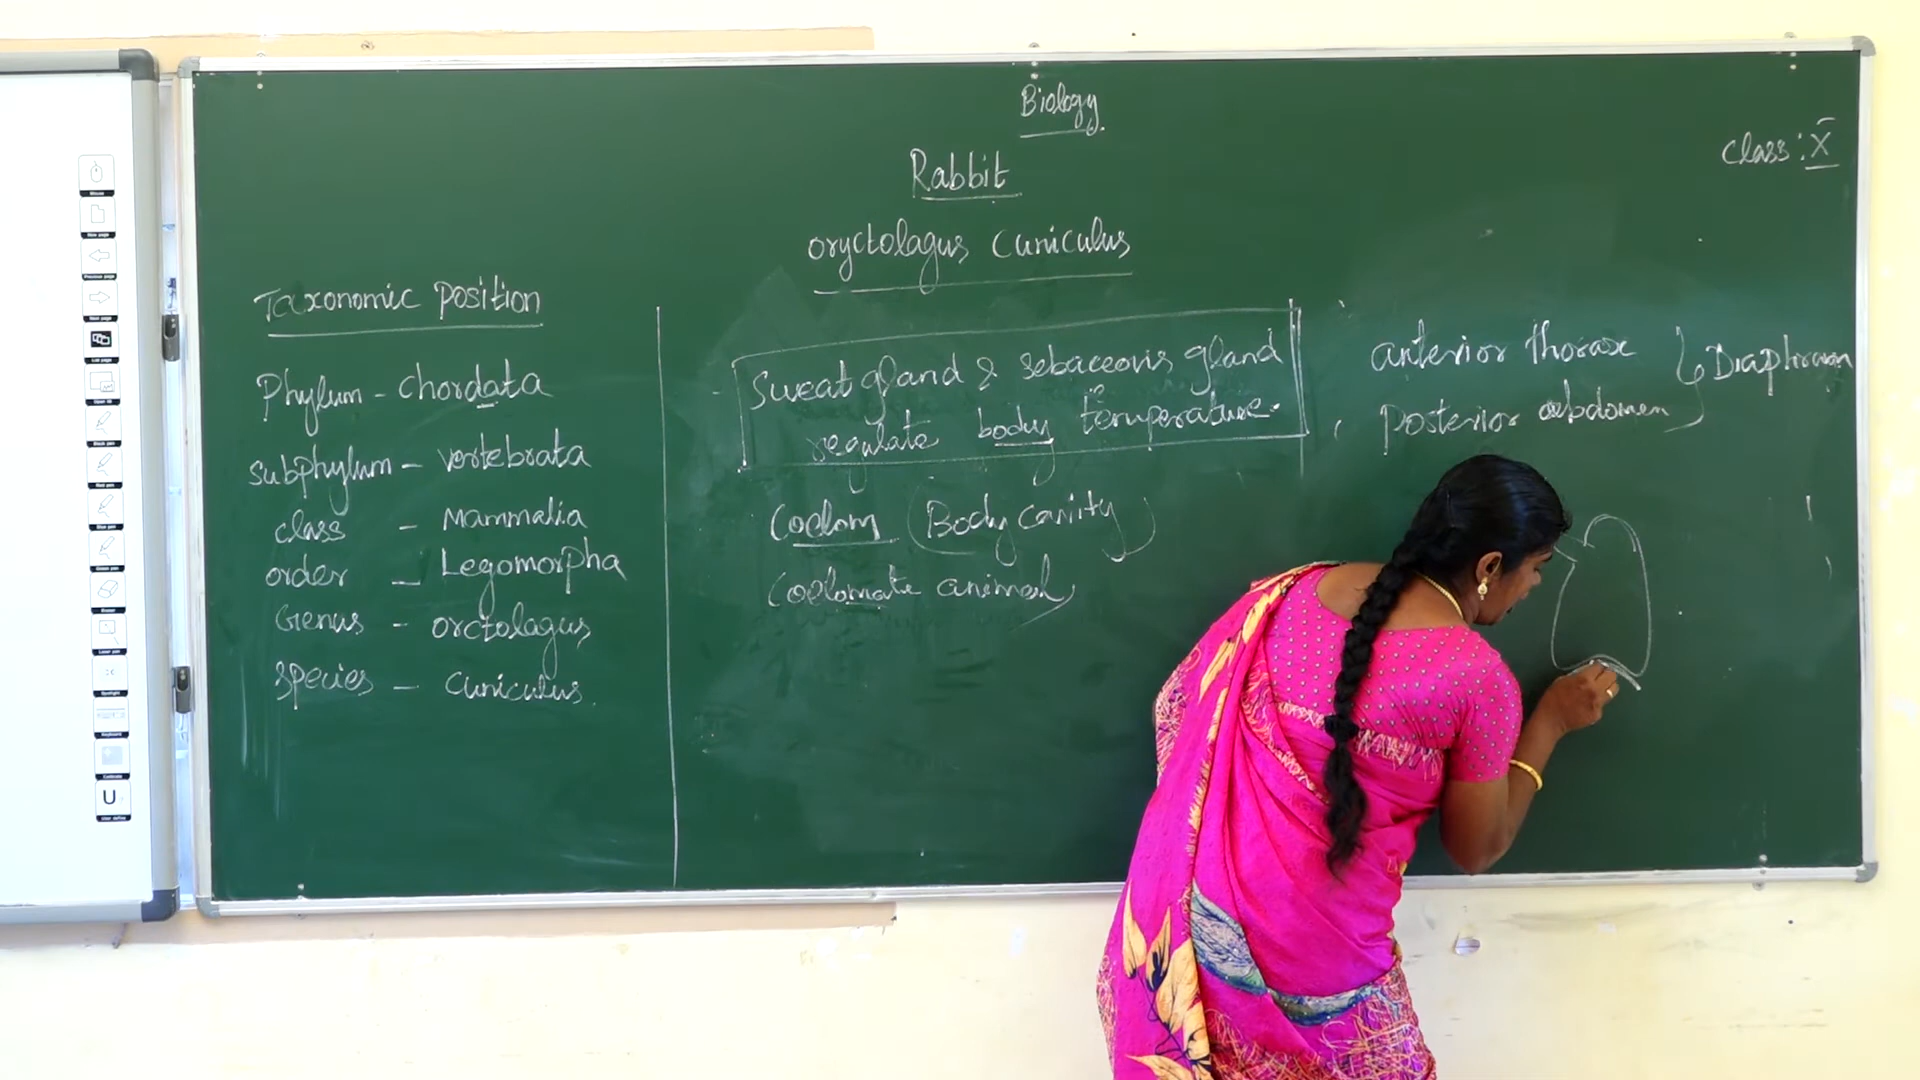 Biology
class: X
Rabbit
oryctolagus cuniculus
Taxonomic position
Phylum - chordata
subphylum - vertebrata
class - Mammalia
order - Legomorpha
Genus - orctolagus
species - cuniculus.
Sweat gland & sebaceous gland
regulate body temperature.
Coelom (Body cavity)
Coelomate animal
anterior thorax
posterior abdomen
U